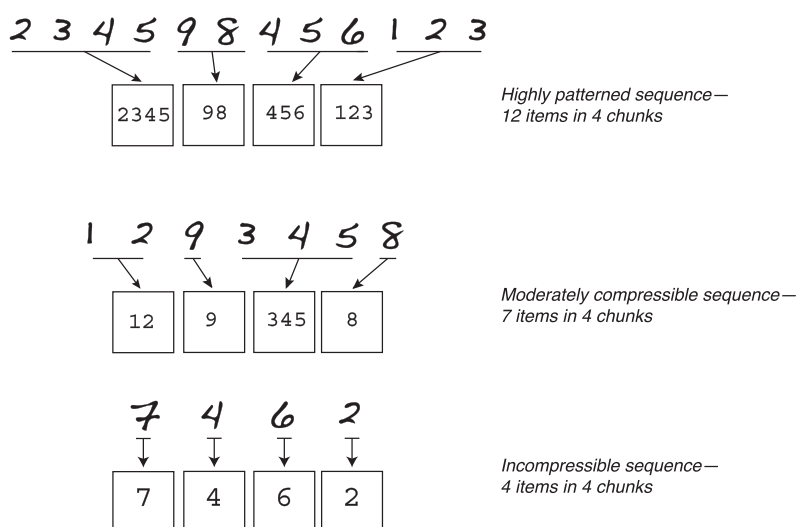 2 3 4 5 9 8 4 5 6 1 2 3
2345 98 456 123
Highly patterned sequence—
12 items in 4 chunks
1 2 9 3 4 5 8
12 9 345 8
Moderately compressible sequence—
7 items in 4 chunks
7 4 6 2
7 4 6 2
Incompressible sequence—
4 items in 4 chunks